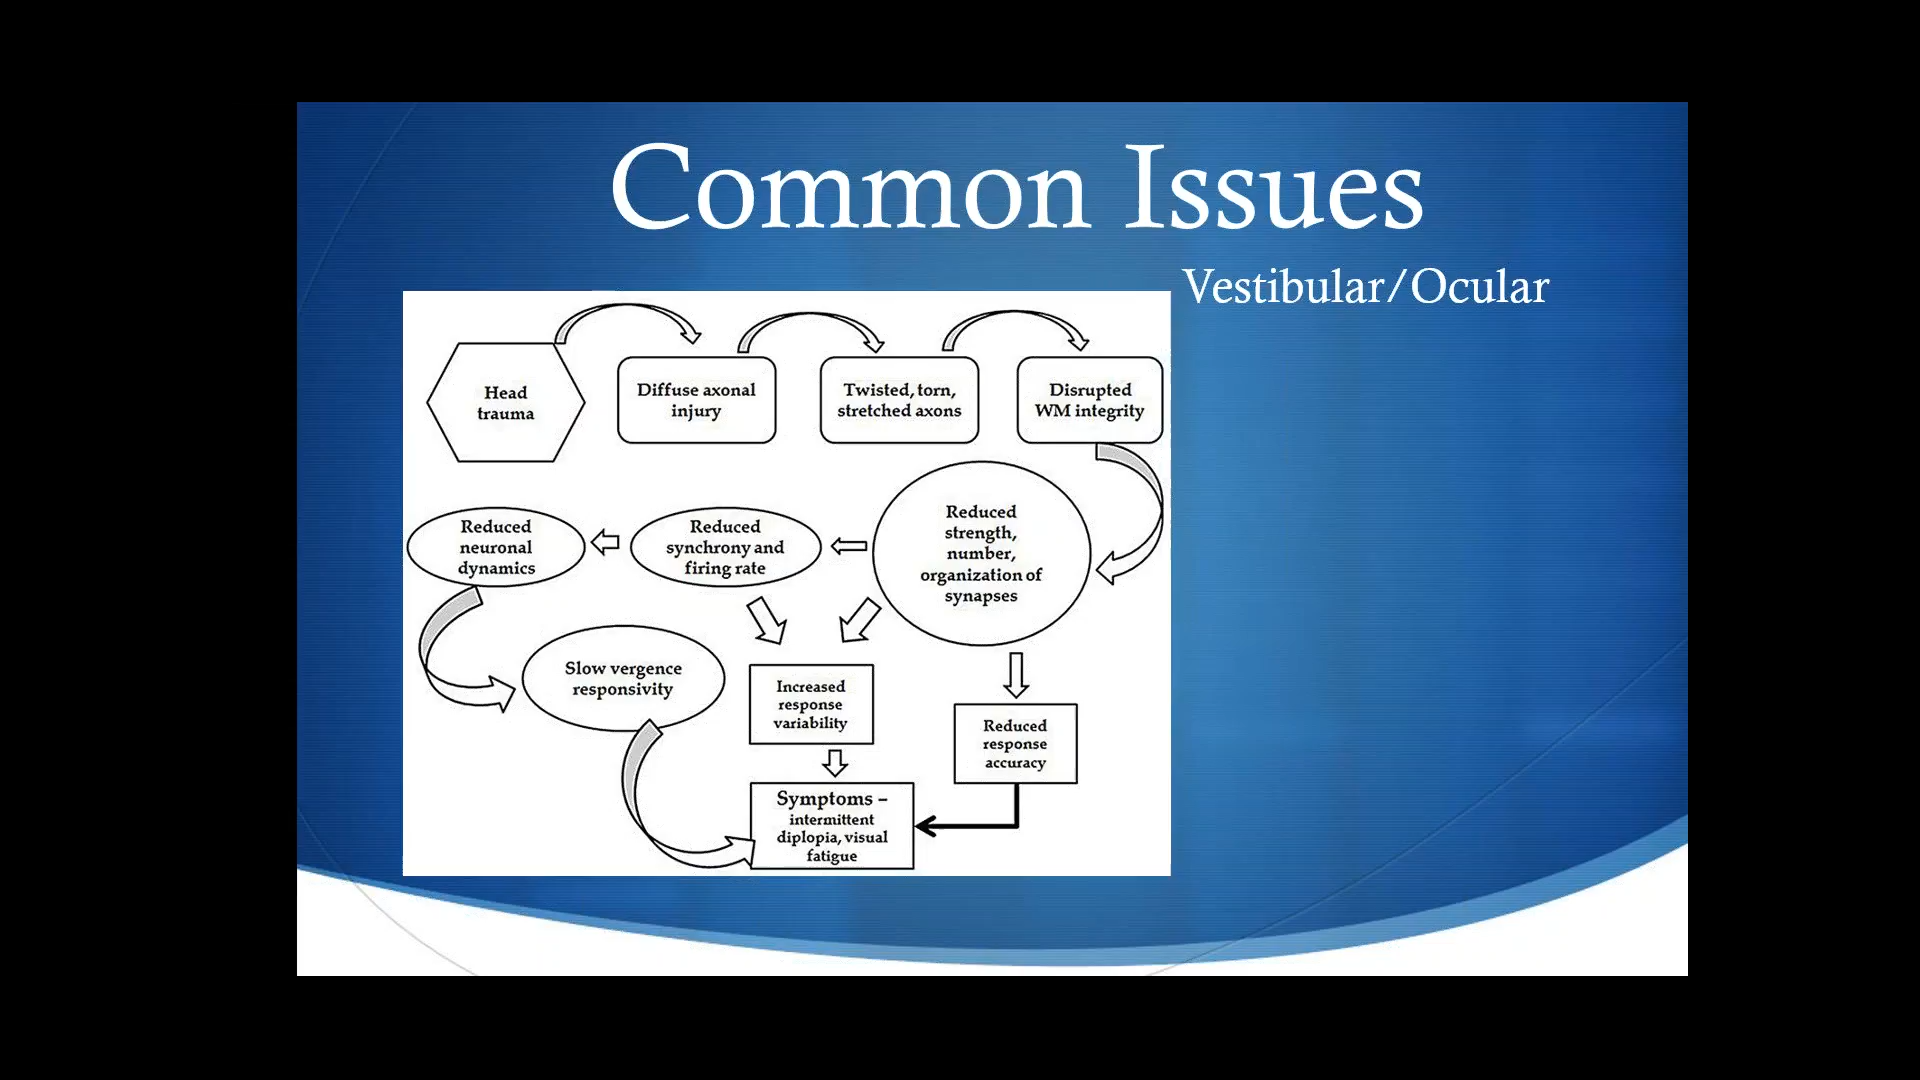 Common Issues
Vestibular/Ocular
Head
trauma
Diffuse axonal
injury
Twisted, torn,
stretched axons
Disrupted
WM integrity
Reduced
strength,
number,
organization of
synapses
Reduced
synchrony and
firing rate
Reduced
neuronal
dynamics
Slow vergence
responsivity
Increased
response
variability
Reduced
response
accuracy
Symptoms –
intermittent
diplopia, visual
fatigue